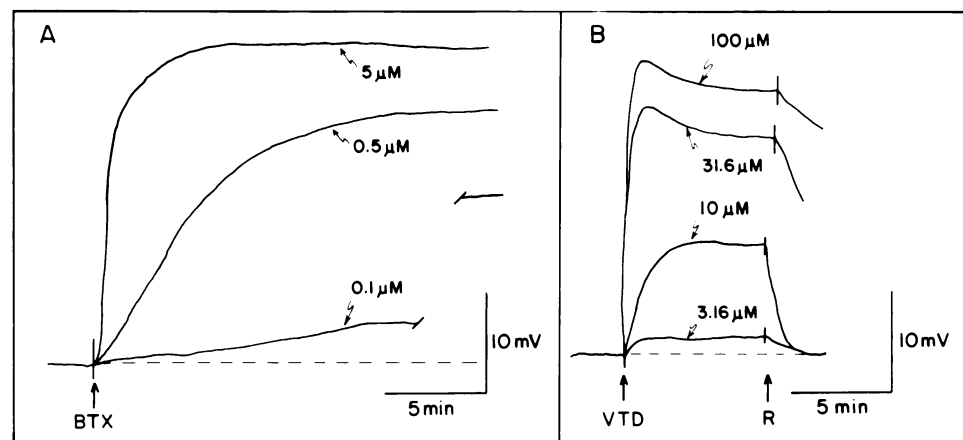 A
5 µM
0.5 µM
0.1 µM
10 mV
5 min
BTX
B
100 µM
31.6 µM
10 µM
3.16 µM
10 mV
5 min
VTD
R